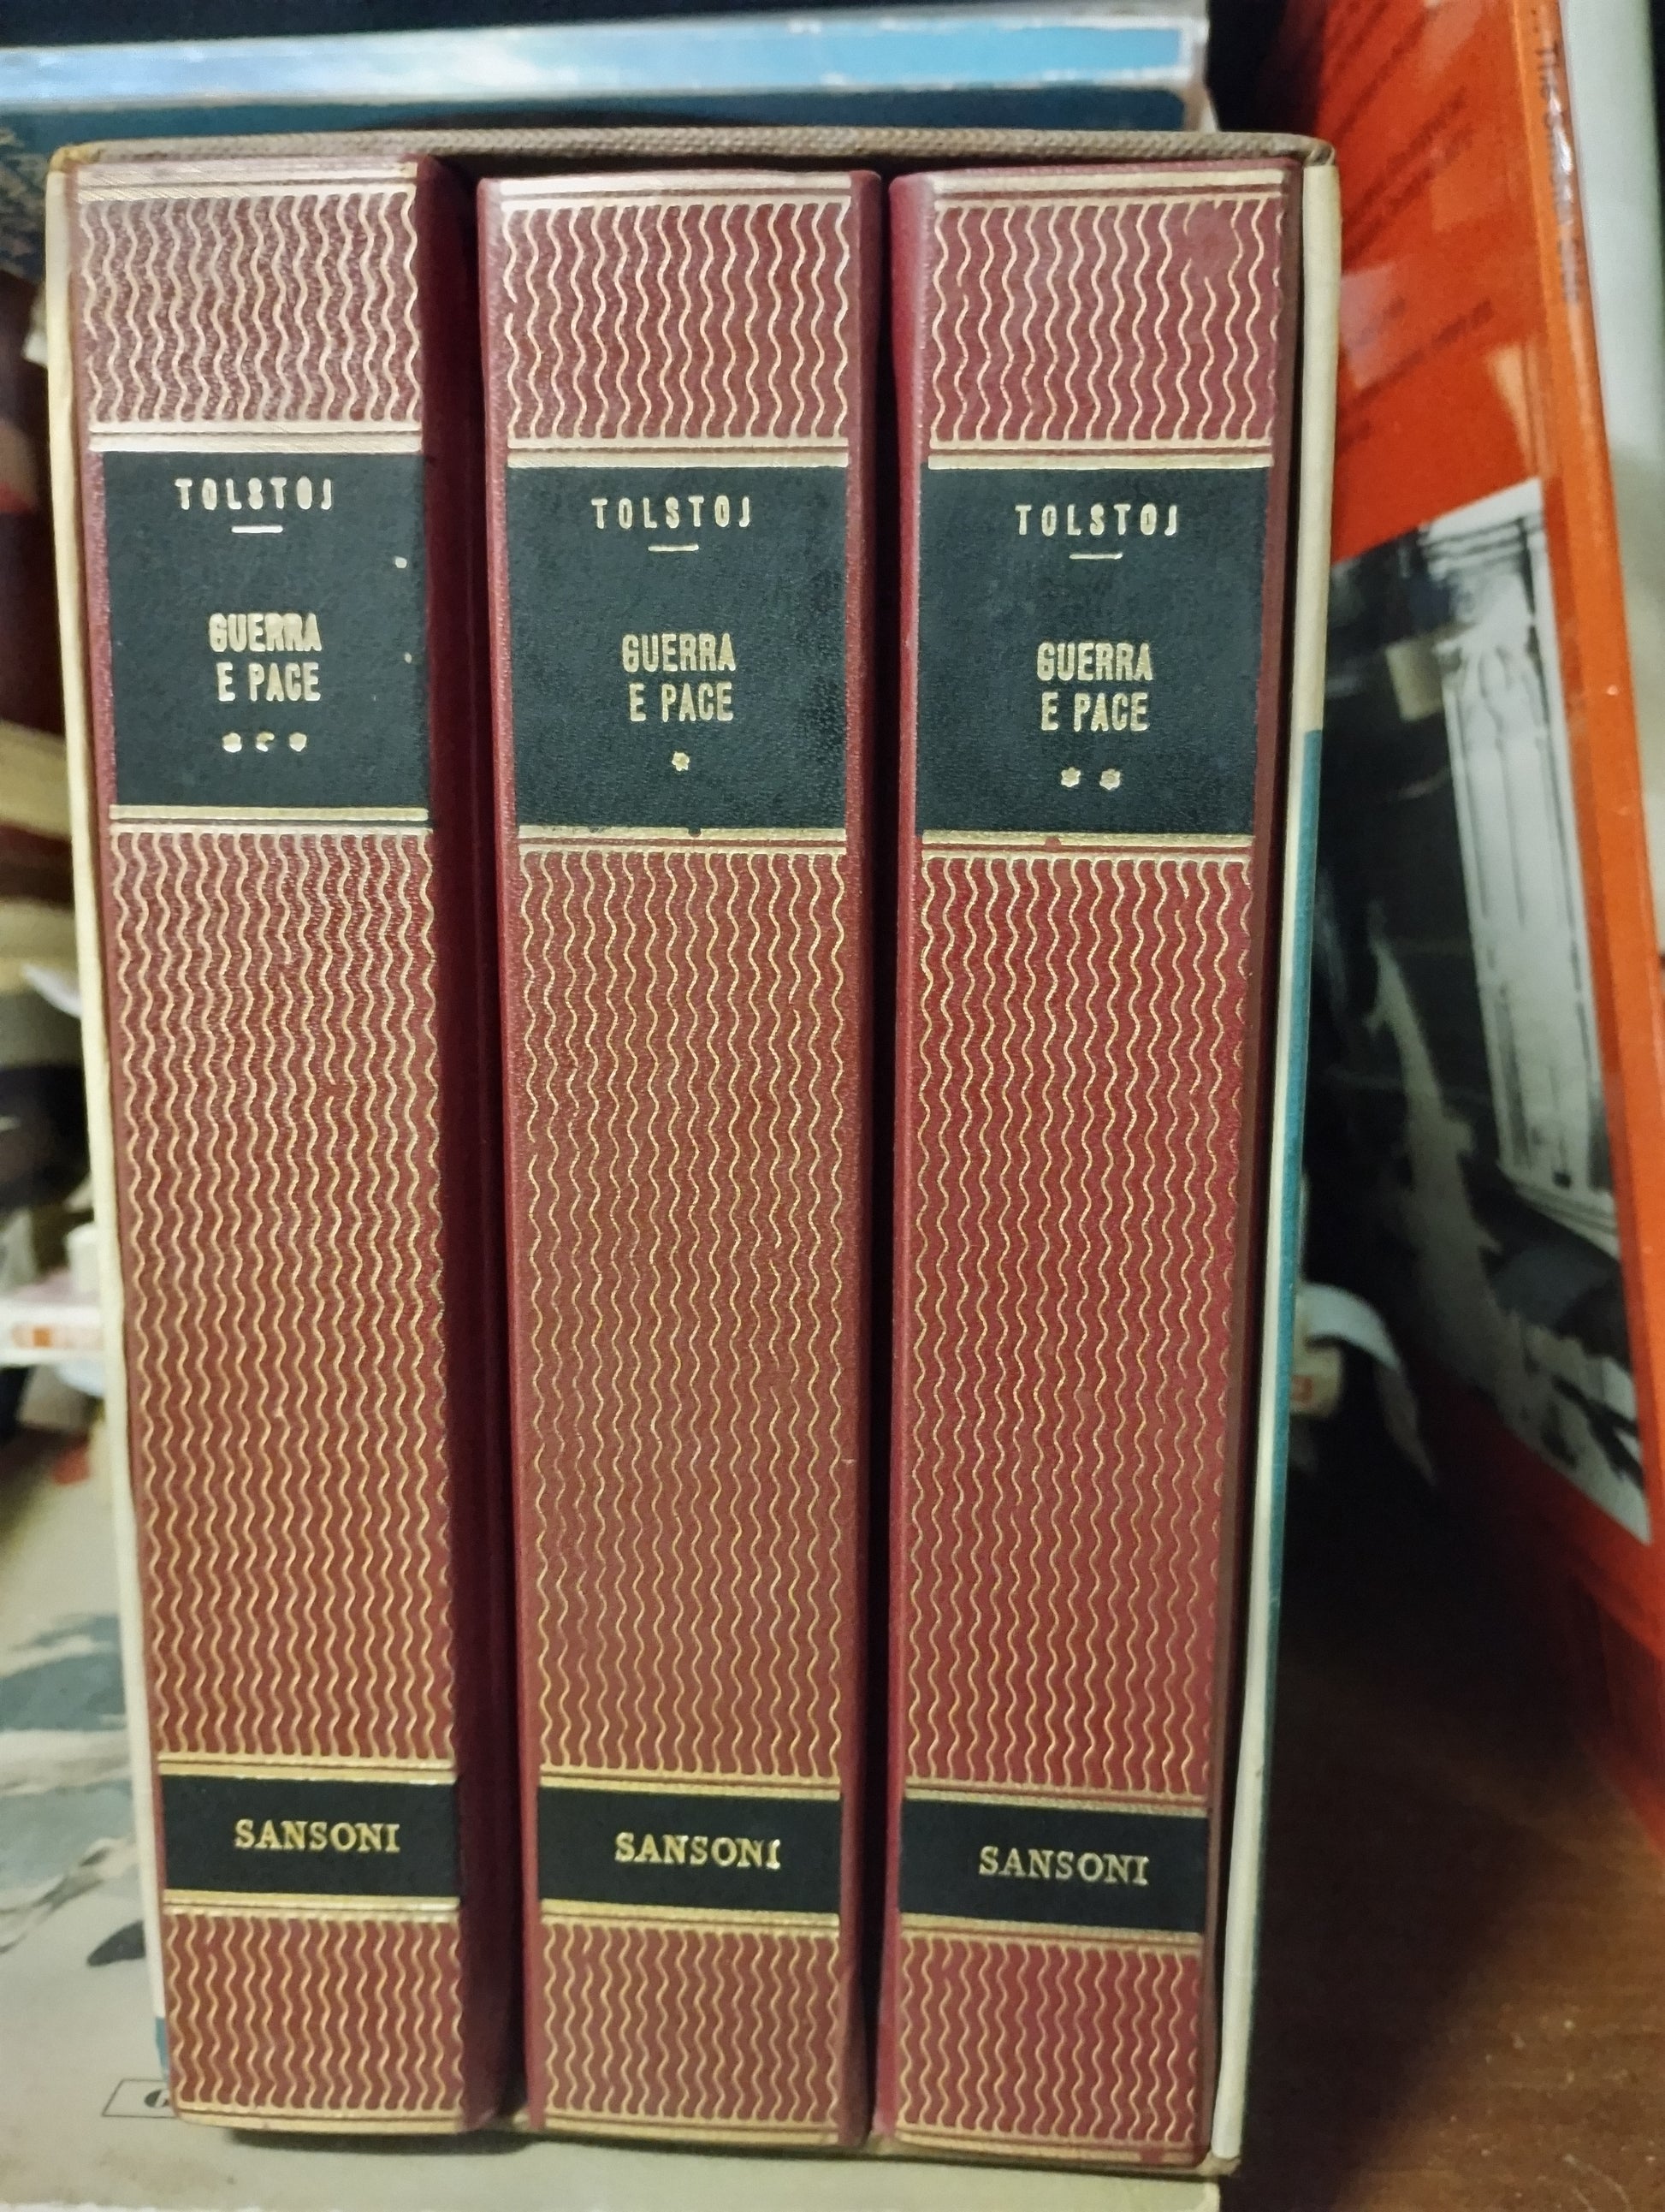 TOLSTOJ
GUERRA
E PACE
* * *
SANSONI
TOLSTOJ
GUERRA
E PACE
*
SANSONI
TOLSTOJ
GUERRA
E PACE
* *
SANSONI